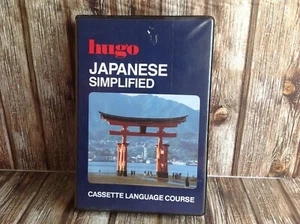 hugo
JAPANESE
SIMPLIFIED
CASSETTE LANGUAGE COURSE